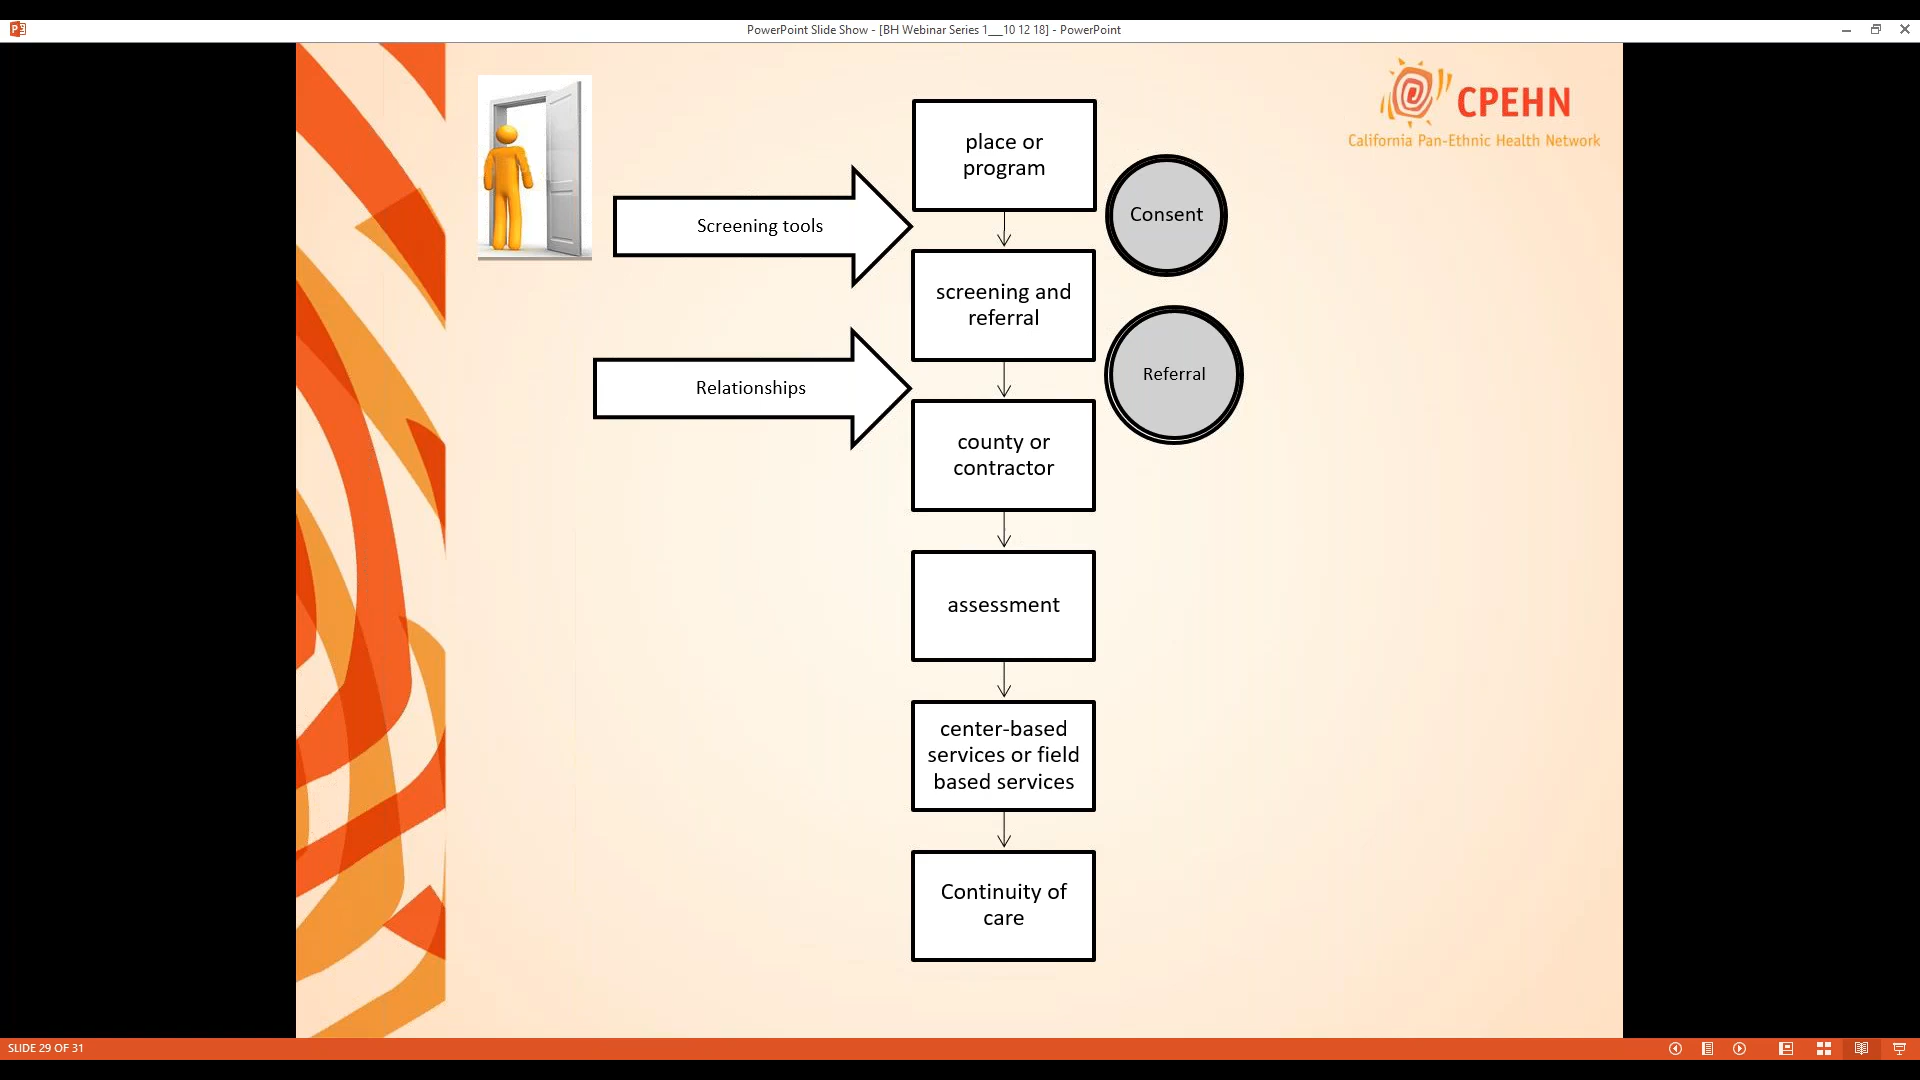 PowerPoint Slide Show - [BH Webinar Series 1__10 12 18] - PowerPoint
CPEHN
California Pan-Ethnic Health Network
place or
program
Consent
Screening tools
screening and
referral
Referral
Relationships
county or
contractor
assessment
center-based
services or field
based services
Continuity of
care
SLIDE 29 OF 31